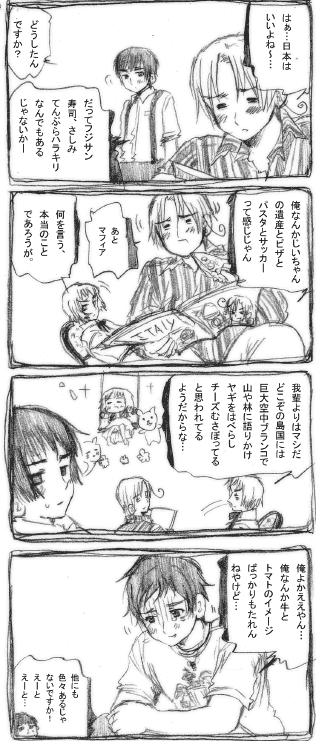 はぁ…日本は
いいよね〜…
どうしたん
ですか？
だってフジサン
寿司、さしみ
てんぷらハラキリ
なんでもある
じゃないかー
俺なんかじいちゃん
の遺産とピザと
パスタとサッカー
って感じじゃん
あと
マフィア
何を言う、
本当のこと
であろうが。
ITALY
我輩よりはマシだ
どこぞの島国には
巨大空中ブランコで
山や林に語りかけ
ヤギをはべらし
チーズむさぼってる
と思われてる
ようだからな…
俺よかええやん…
俺なんか牛と
トマトのイメージ
ばっかりもたれん
ねやけど…
他にも
色々あるじゃ
ないですか！
えーと
えーと…